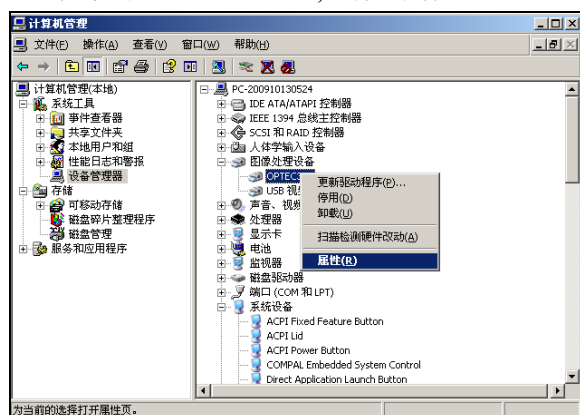 计算机管理
文件(F) 操作(A) 查看(V) 窗口(W) 帮助(H)
计算机管理(本地)
系统工具
事件查看器
共享文件夹
本地用户和组
性能日志和警报
设备管理器
存储
可移动存储
磁盘碎片整理程序
磁盘管理
服务和应用程序
PC-200910130524
IDE ATA/ATAPI 控制器
IEEE 1394 总线主控制器
SCSI 和 RAID 控制器
人体学输入设备
图像处理设备
OPTEC
USB 视
声音、视频
处理器
显示卡
电池
监视器
磁盘驱动器
端口 (COM 和 LPT)
系统设备
ACPI Fixed Feature Button
ACPI Lid
ACPI Power Button
COMPAL Embedded System Control
Direct Application Launch Button
更新驱动程序(P)...
停用(D)
卸载(U)
扫描检测硬件改动(A)
属性(R)
为当前的选择打开属性页。